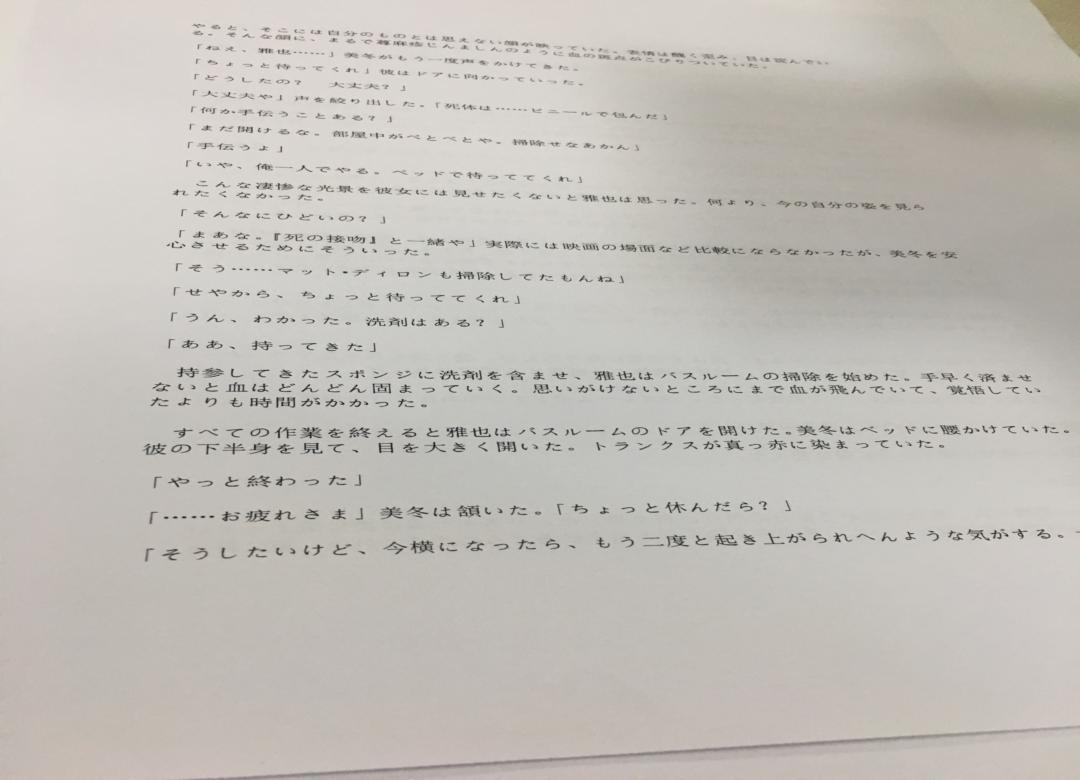 やると、そこには自分のものとは思えない顔が映っていた。表情は醜く歪み、目は淀んでい
る。そんな顔に、まるで蕁麻疹じんましんのように血の斑点がこびりついていた。
「ねえ、雅也……」美冬がもう一度声をかけてきた。
「ちょっと待ってくれ」彼はドアに向かっていった。
「どうしたの? 大丈夫?」
「大丈夫や」声を絞り出した。「死体は……ビニールで包んだ」
「何か手伝うことある?」
「まだ開けるな。部屋中がべとべとや。掃除せなあかん」
「手伝うよ」
「いや、俺一人でやる。ベッドで待っててくれ」
こんな凄惨な光景を彼女には見せたくないと雅也は思った。何より、今の自分の姿を見ら
れたくなかった。
「そんなにひどいの?」
「まあな。『死の接吻』と一緒や」実際には映画の場面など比較にならなかったが、美冬を安
心させるためにそういった。
「そう……マット・ディロンも掃除してたもんね」
「せやから、ちょっと待っててくれ」
「うん、わかった。洗剤はある?」
「ああ、持ってきた」
持参してきたスポンジに洗剤を含ませ、雅也はバスルームの掃除を始めた。手早く済ませ
ないと血はどんどん固まっていく。思いがけないところにまで血が飛んでいて、覚悟してい
たよりも時間がかかった。
すべての作業を終えると雅也はバスルームのドアを開けた。美冬はベッドに腰かけていた。
彼の下半身を見て、目を大きく開いた。トランクスが真っ赤に染まっていた。
「やっと終わった」
「……お疲れさま」美冬は頷いた。「ちょっと休んだら?」
「そうしたいけど、今横になったら、もう二度と起き上がられへんような気がする。